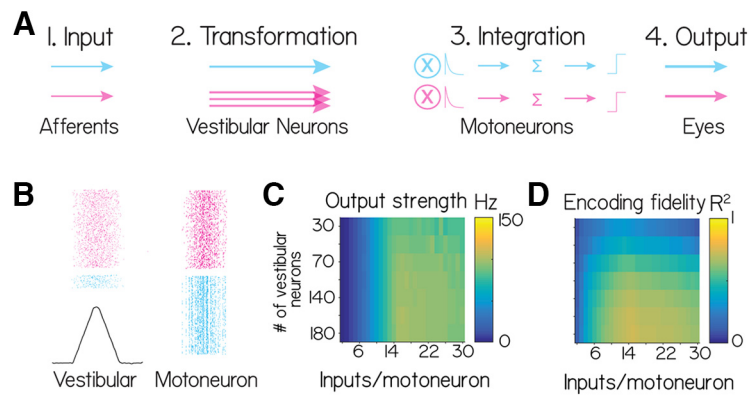 A
1. Input
2. Transformation
3. Integration
4. Output
X
Σ
X
Σ
Afferents
Vestibular Neurons
Motoneurons
Eyes
B
Vestibular
Motoneuron
C
Output strength
Hz
150
0
# of vestibular
neurons
30
70
140
180
6
14
22
30
Inputs/motoneuron
D
Encoding fidelity
R²
1
0
6
14
22
30
Inputs/motoneuron